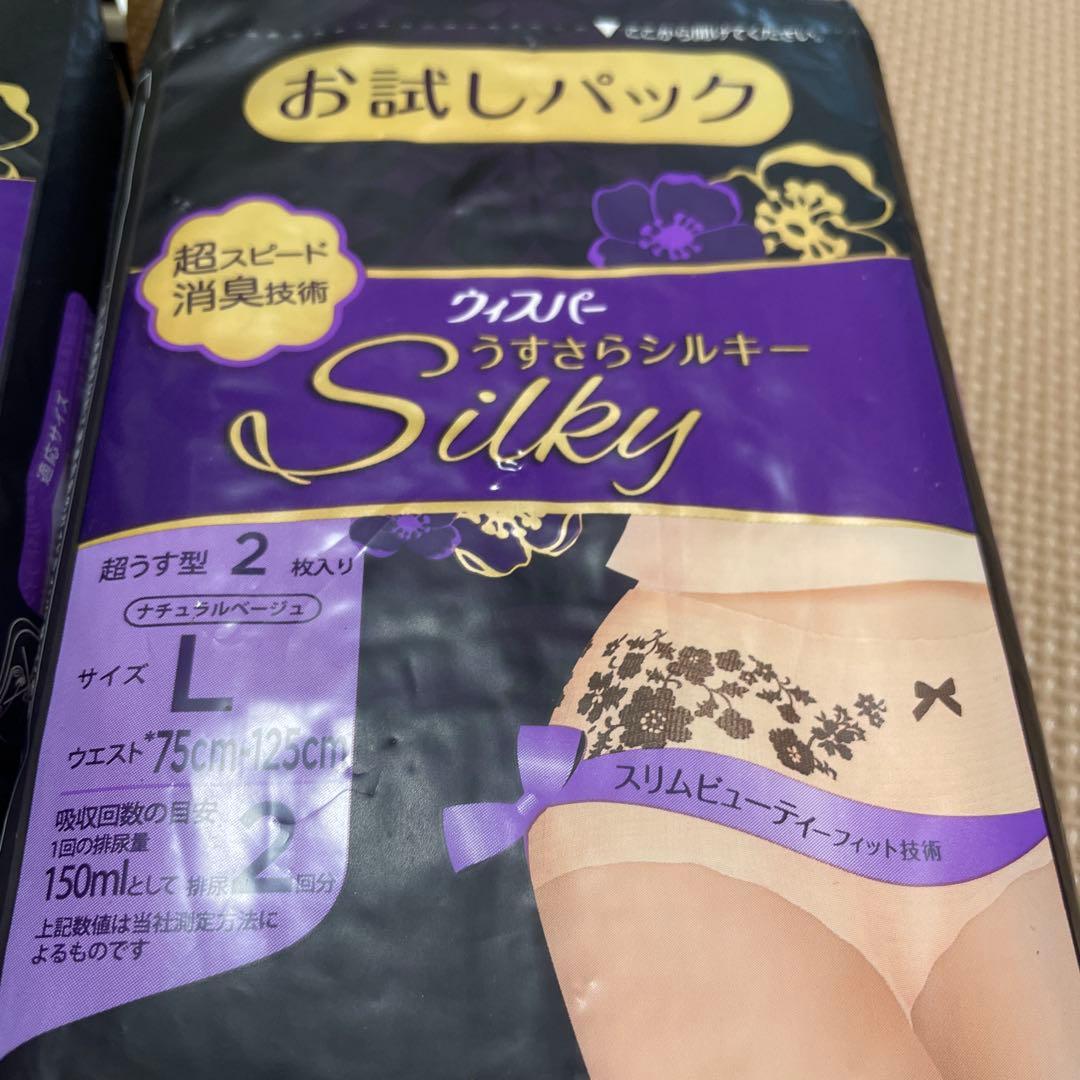 ここから開けてください。
お試しパック
超スピード
消臭技術
ウィスパー
うすさらシルキー
Silky
超うす型 2 枚入り
ナチュラルベージュ
サイズ L
ウエスト*75cm-125cm
吸収回数の目安
1回の排尿量
150mlとして 排尿 2 回分
上記数値は当社測定方法に
よるものです
スリムビューティーフィット技術
適応サイズ